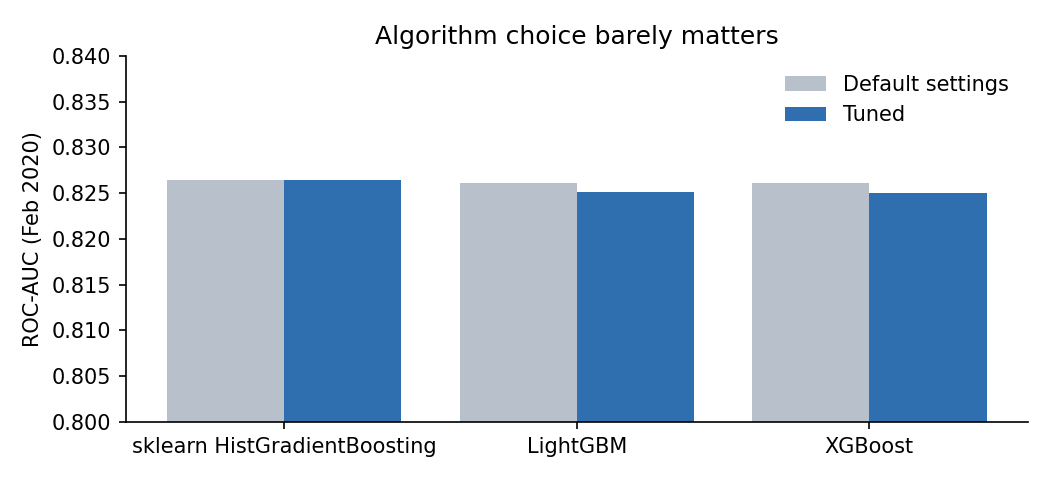 Algorithm choice barely matters
Default settings
Tuned
ROC-AUC (Feb 2020)
0.840
0.835
0.830
0.825
0.820
0.815
0.810
0.805
0.800
sklearn HistGradientBoosting
LightGBM
XGBoost